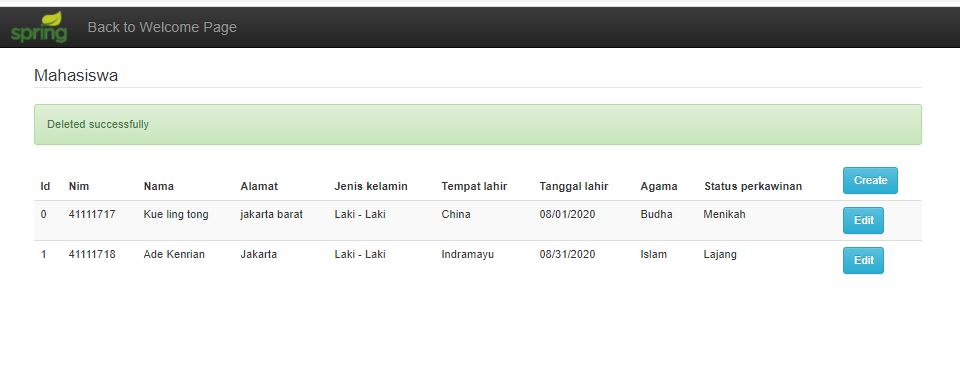 spring Back to Welcome Page
Mahasiswa
Deleted successfully
Id Nim Nama Alamat Jenis kelamin Tempat lahir Tanggal lahir Agama Status perkawinan Create
0 41111717 Kue ling tong jakarta barat Laki - Laki China 08/01/2020 Budha Menikah Edit
1 41111718 Ade Kenrian Jakarta Laki - Laki Indramayu 08/31/2020 Islam Lajang Edit